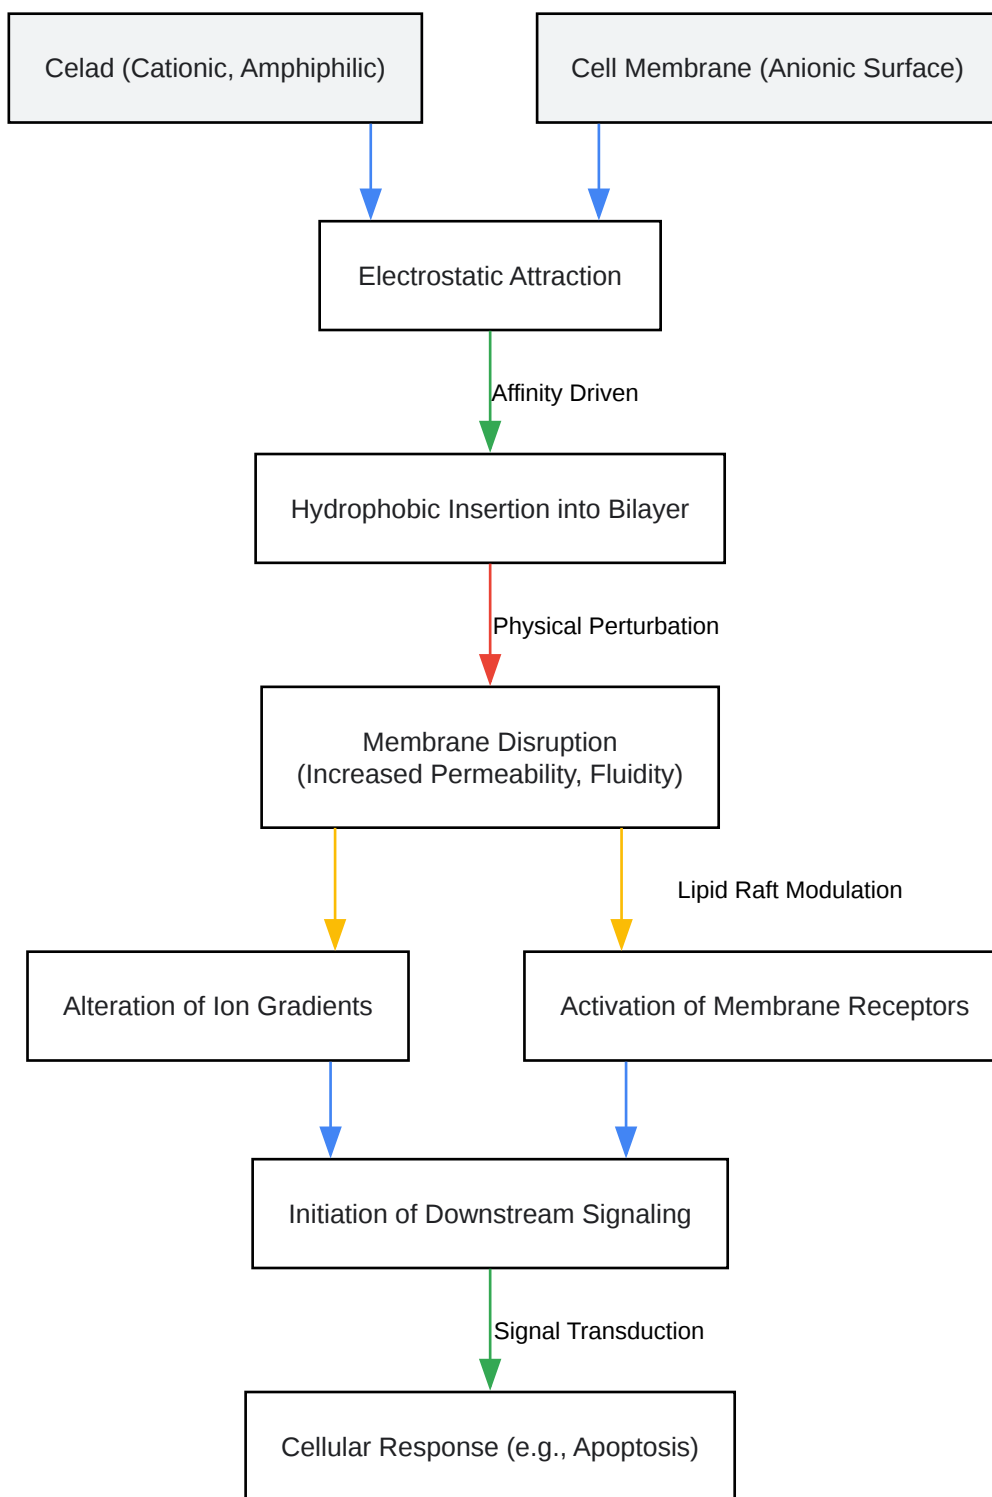 Celad (Cationic, Amphiphilic)
Cell Membrane (Anionic Surface)
Electrostatic Attraction
Affinity Driven
Hydrophobic Insertion into Bilayer
Physical Perturbation
Membrane Disruption
(Increased Permeability, Fluidity)
Lipid Raft Modulation
Alteration of Ion Gradients
Activation of Membrane Receptors
Initiation of Downstream Signaling
Signal Transduction
Cellular Response (e.g., Apoptosis)